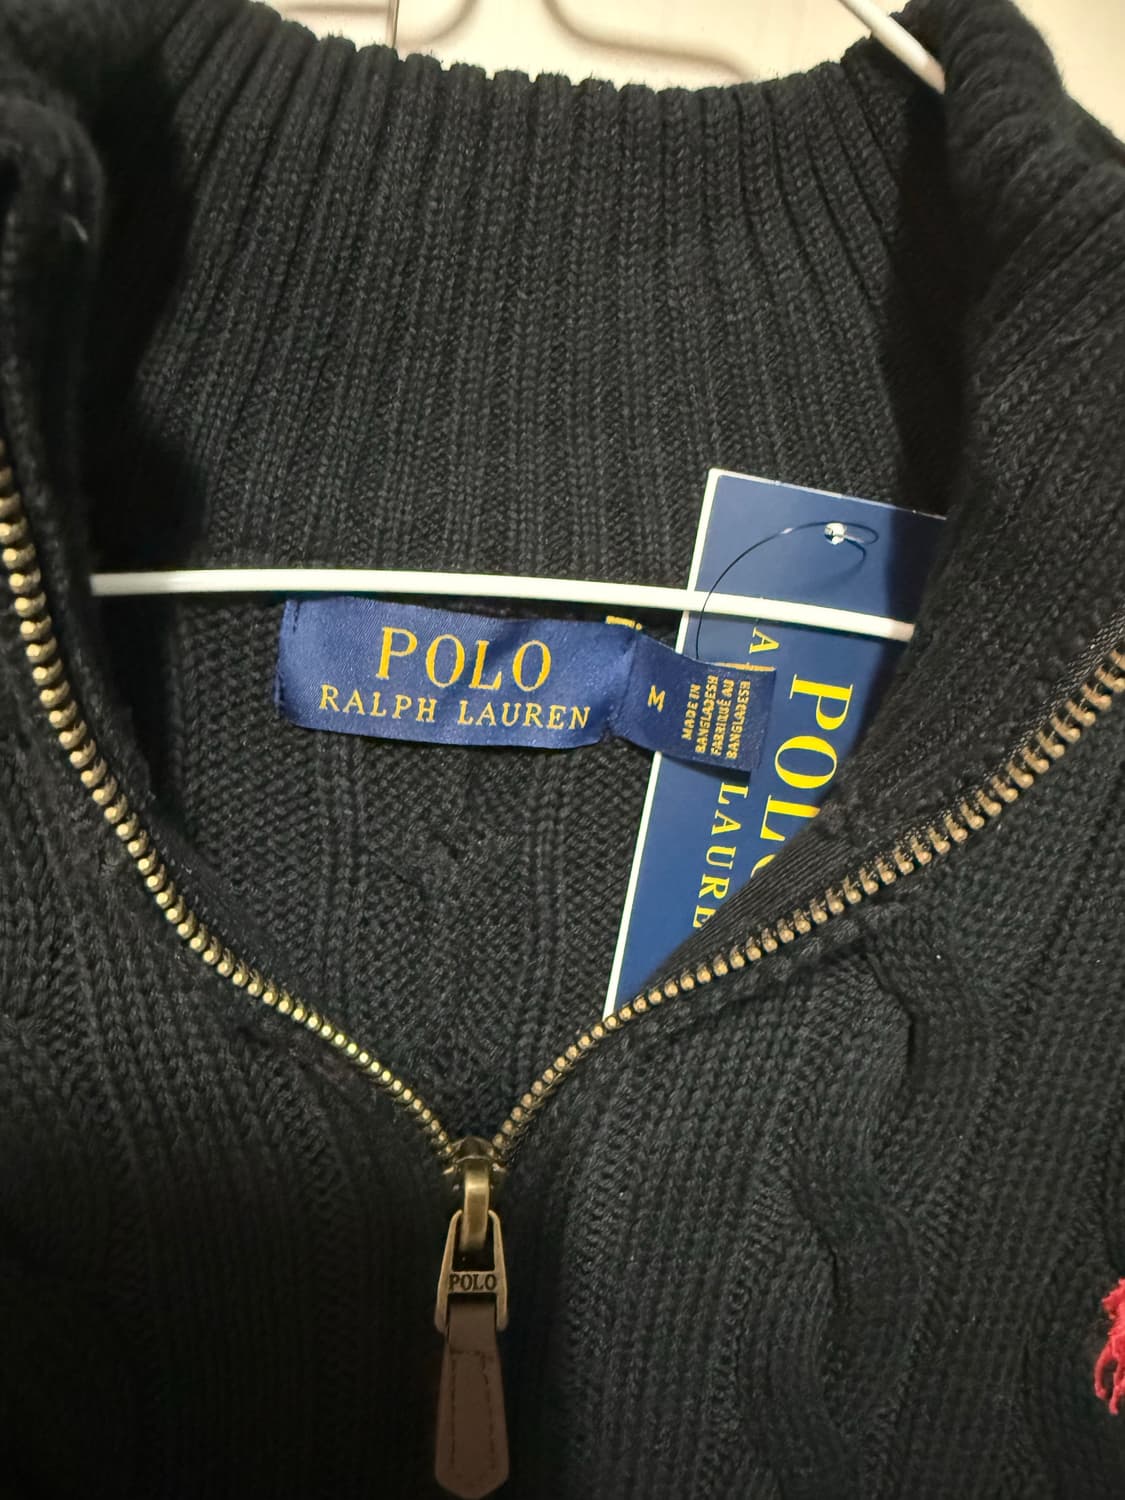 POLO
RALPH LAUREN
M
MADE IN
BANGLADESH
FABRIQUÉ AU
BANGLADESH
POLO
LAURE
POLO